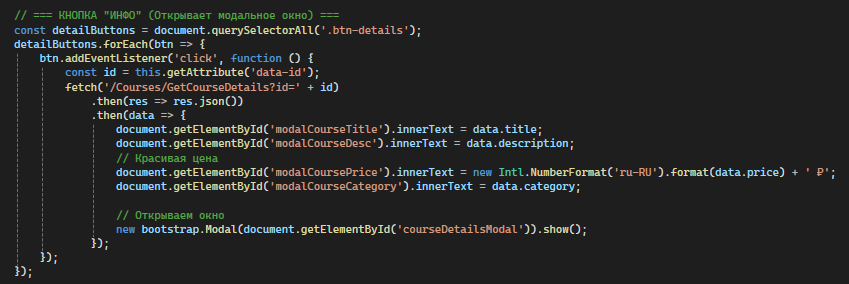 // === КНОПКА "ИНФО" (Открывает модальное окно) ===
const detailButtons = document.querySelectorAll('.btn-details');
detailButtons.forEach(btn => {
    btn.addEventListener('click', function () {
        const id = this.getAttribute('data-id');
        fetch('/Courses/GetCourseDetails?id=' + id)
            .then(res => res.json())
            .then(data => {
                document.getElementById('modalCourseTitle').innerText = data.title;
                document.getElementById('modalCourseDesc').innerText = data.description;
                // Красивая цена
                document.getElementById('modalCoursePrice').innerText = new Intl.NumberFormat('ru-RU').format(data.price) + ' ₽';
                document.getElementById('modalCourseCategory').innerText = data.category;

                // Открываем окно
                new bootstrap.Modal(document.getElementById('courseDetailsModal')).show();
            });
    });
});